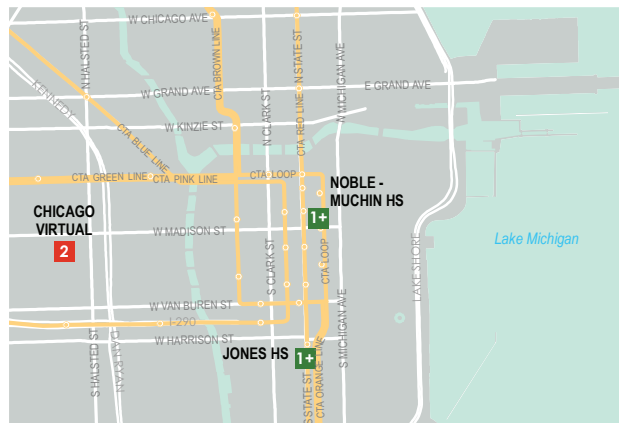 W CHICAGO AVE
N HALSTED ST
CTA BROWN LINE
N STATE ST
N MICHIGAN AVE
E GRAND AVE
W GRAND AVE
KENNEDY
CTA BLUE LINE
W KINZIE ST
N CLARK ST
CTA RED LINE
CTA GREEN LINE
CTA PINK LINE
CTA LOOP
NOBLE -
MUCHIN HS
1+
CHICAGO
VIRTUAL
2
W MADISON ST
S CLARK ST
CTA LOOP
LAKESHORE
Lake Michigan
W VAN BUREN ST
I-290
W HARRISON ST
S MICHIGAN AVE
JONES HS
1+
S HALSTED ST
DAN RYAN
S STATE ST
CTA ORANGE LINE